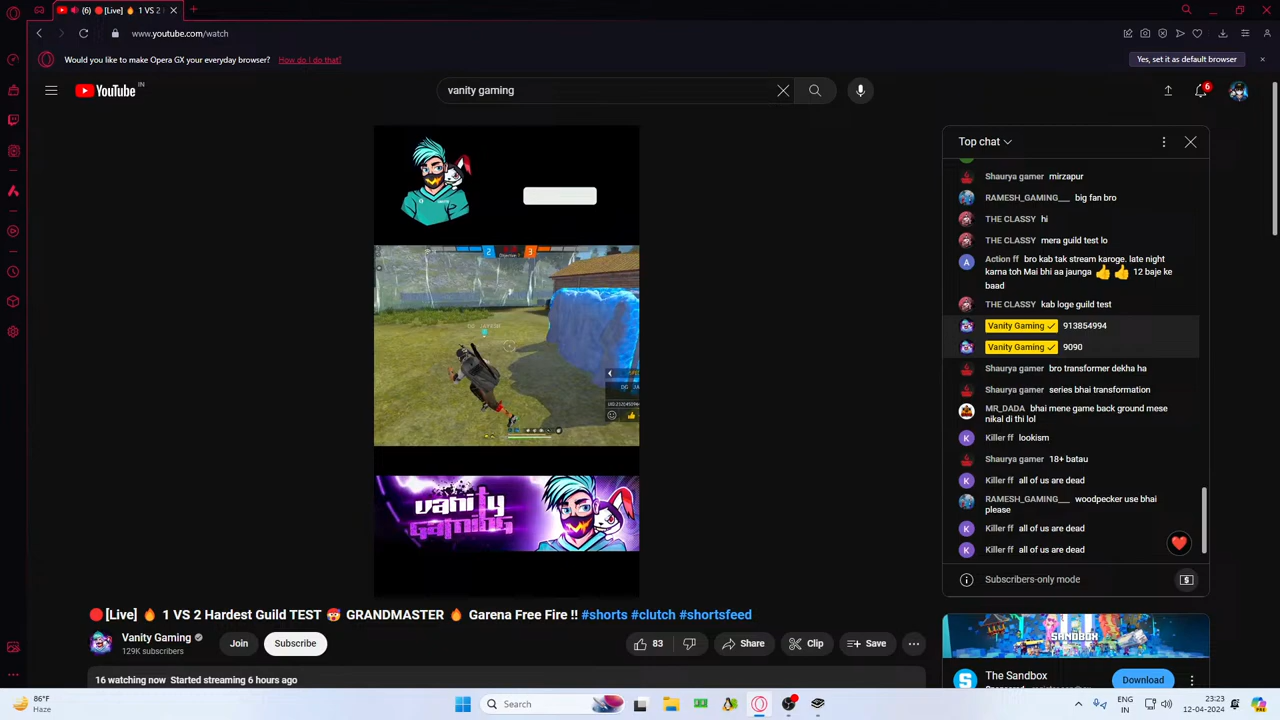 (6) 🔴 [Live] 🔥 1 VS 2
www.youtube.com/watch
Would you like to make Opera GX your everyday browser?
How do I do that?
Yes, set it as default browser
YouTube IN
vanity gaming
6
Top chat
Shaurya gamer mirzapur
RAMESH_GAMING__ big fan bro
THE CLASSY hi
THE CLASSY mera guild test lo
Action ff bro kab tak stream karoge. late night
karna toh Mai bhi aa jaunga 👍👍 12 baje ke
baad
THE CLASSY kab loge guild test
Vanity Gaming ✓ 913854994
Vanity Gaming ✓ 9090
Shaurya gamer bro transformer dekha ha
Shaurya gamer series bhai transformation
MR_DADA bhai mene game back ground mese
nikal di thi lol
Killer ff lookism
Shaurya gamer 18+ batau
Killer ff all of us are dead
RAMESH_GAMING__ woodpecker use bhai
please
Killer ff all of us are dead
Killer ff all of us are dead
Subscribers-only mode
2
3
vanity
GAMING
🔴[Live] 🔥 1 VS 2 Hardest Guild TEST 🥵 GRANDMASTER 🔥 Garena Free Fire !! #shorts #clutch #shortsfeed
Vanity Gaming
129K subscribers
Join
Subscribe
83
Share
Clip
Save
16 watching now Started streaming 6 hours ago
THE SANDBOX
The Sandbox
Download
86°F
Haze
Search
ENG
IN
23:23
12-04-2024